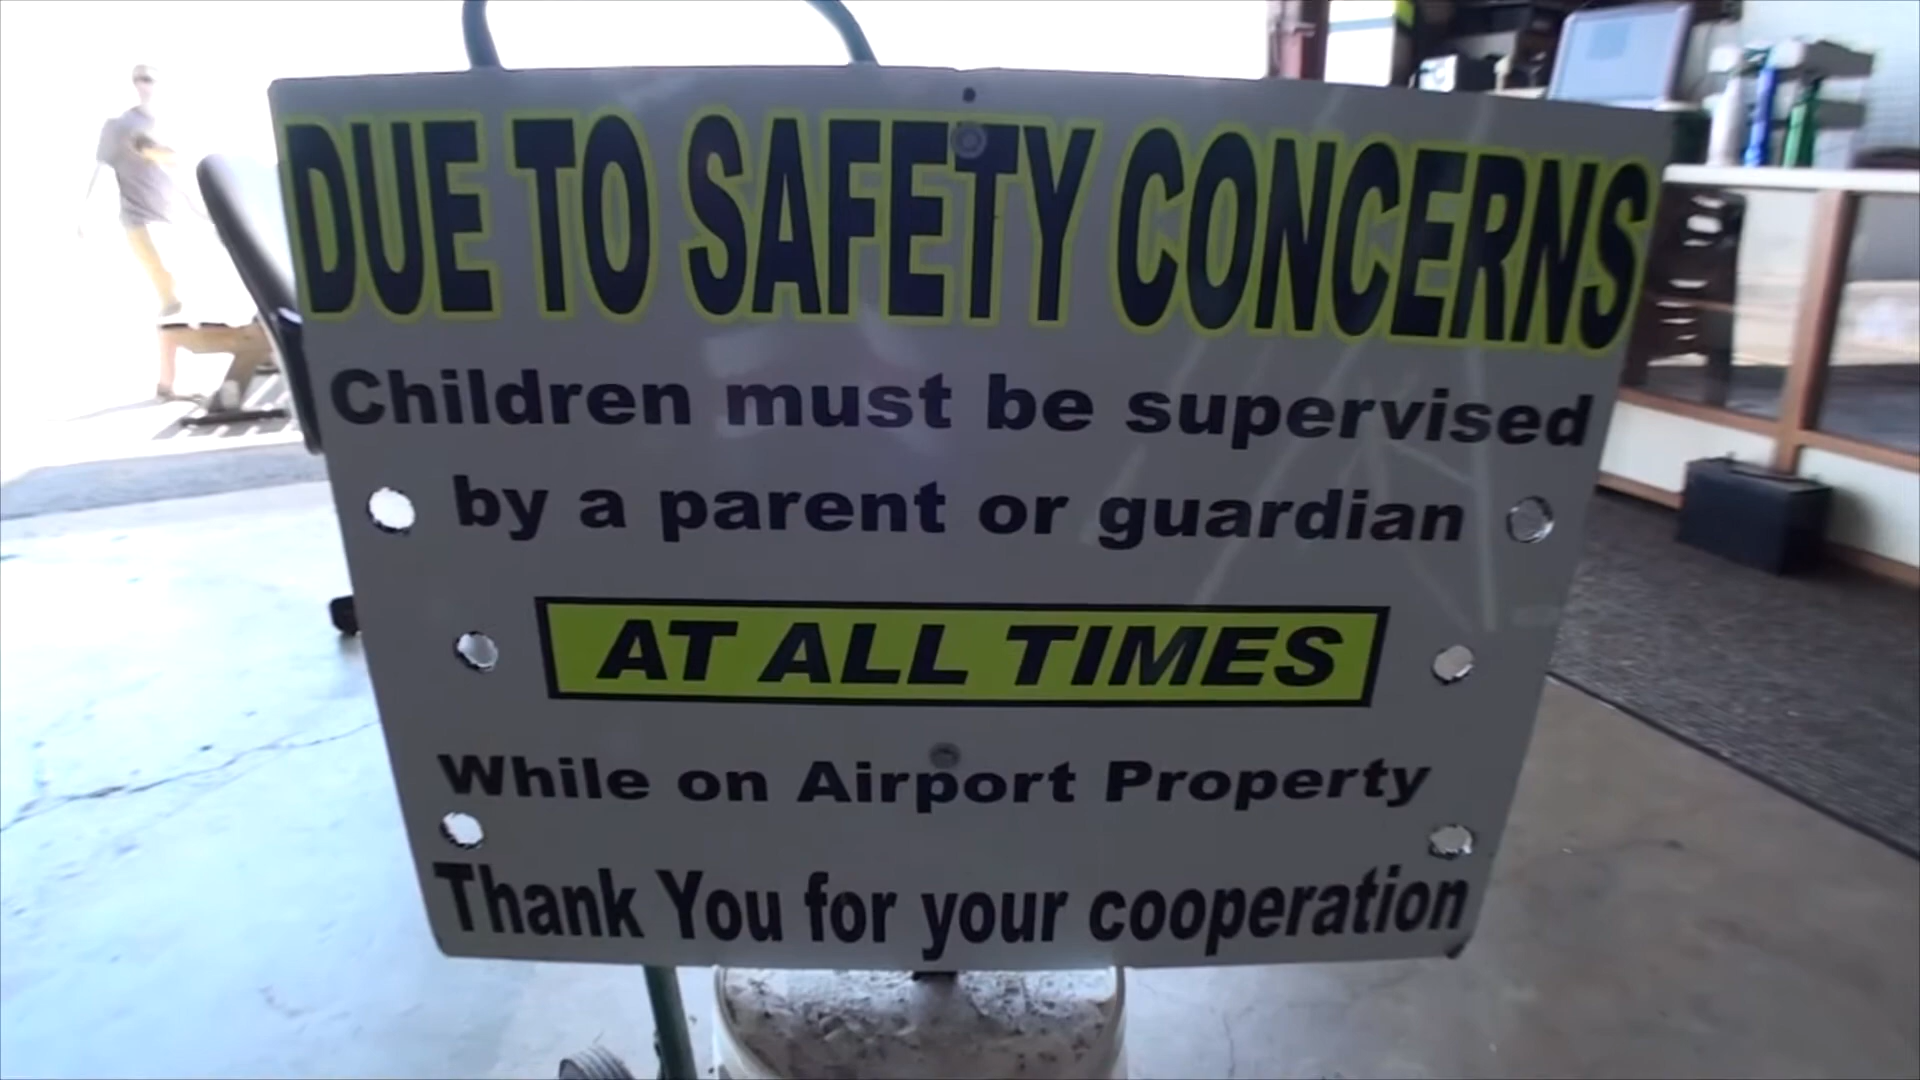 DUE TO SAFETY CONCERNS
Children must be supervised
by a parent or guardian
AT ALL TIMES
While on Airport Property
Thank You for your cooperation